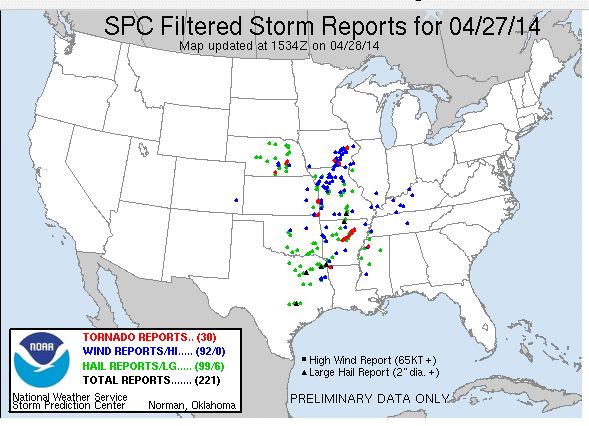 SPC Filtered Storm Reports for 04/27/14
Map updated at 1534Z on 04/28/14
TORNADO REPORTS.. (30)
WIND REPORTS/HI..... (92/0)
HAIL REPORTS/LG..... (99/6)
TOTAL REPORTS....... (221)
NOAA
National Weather Service
Storm Prediction Center Norman, Oklahoma
High Wind Report (65KT +)
Large Hail Report (2" dia. +)
PRELIMINARY DATA ONLY